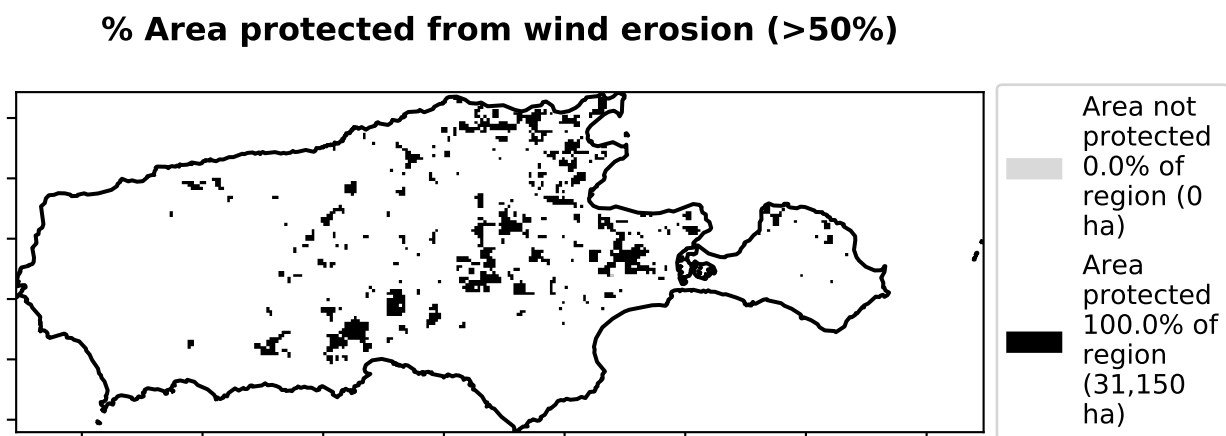 % Area protected from wind erosion (>50%)
Area not
protected
0.0% of
region (0
ha)
Area
protected
100.0% of
region
(31,150
ha)